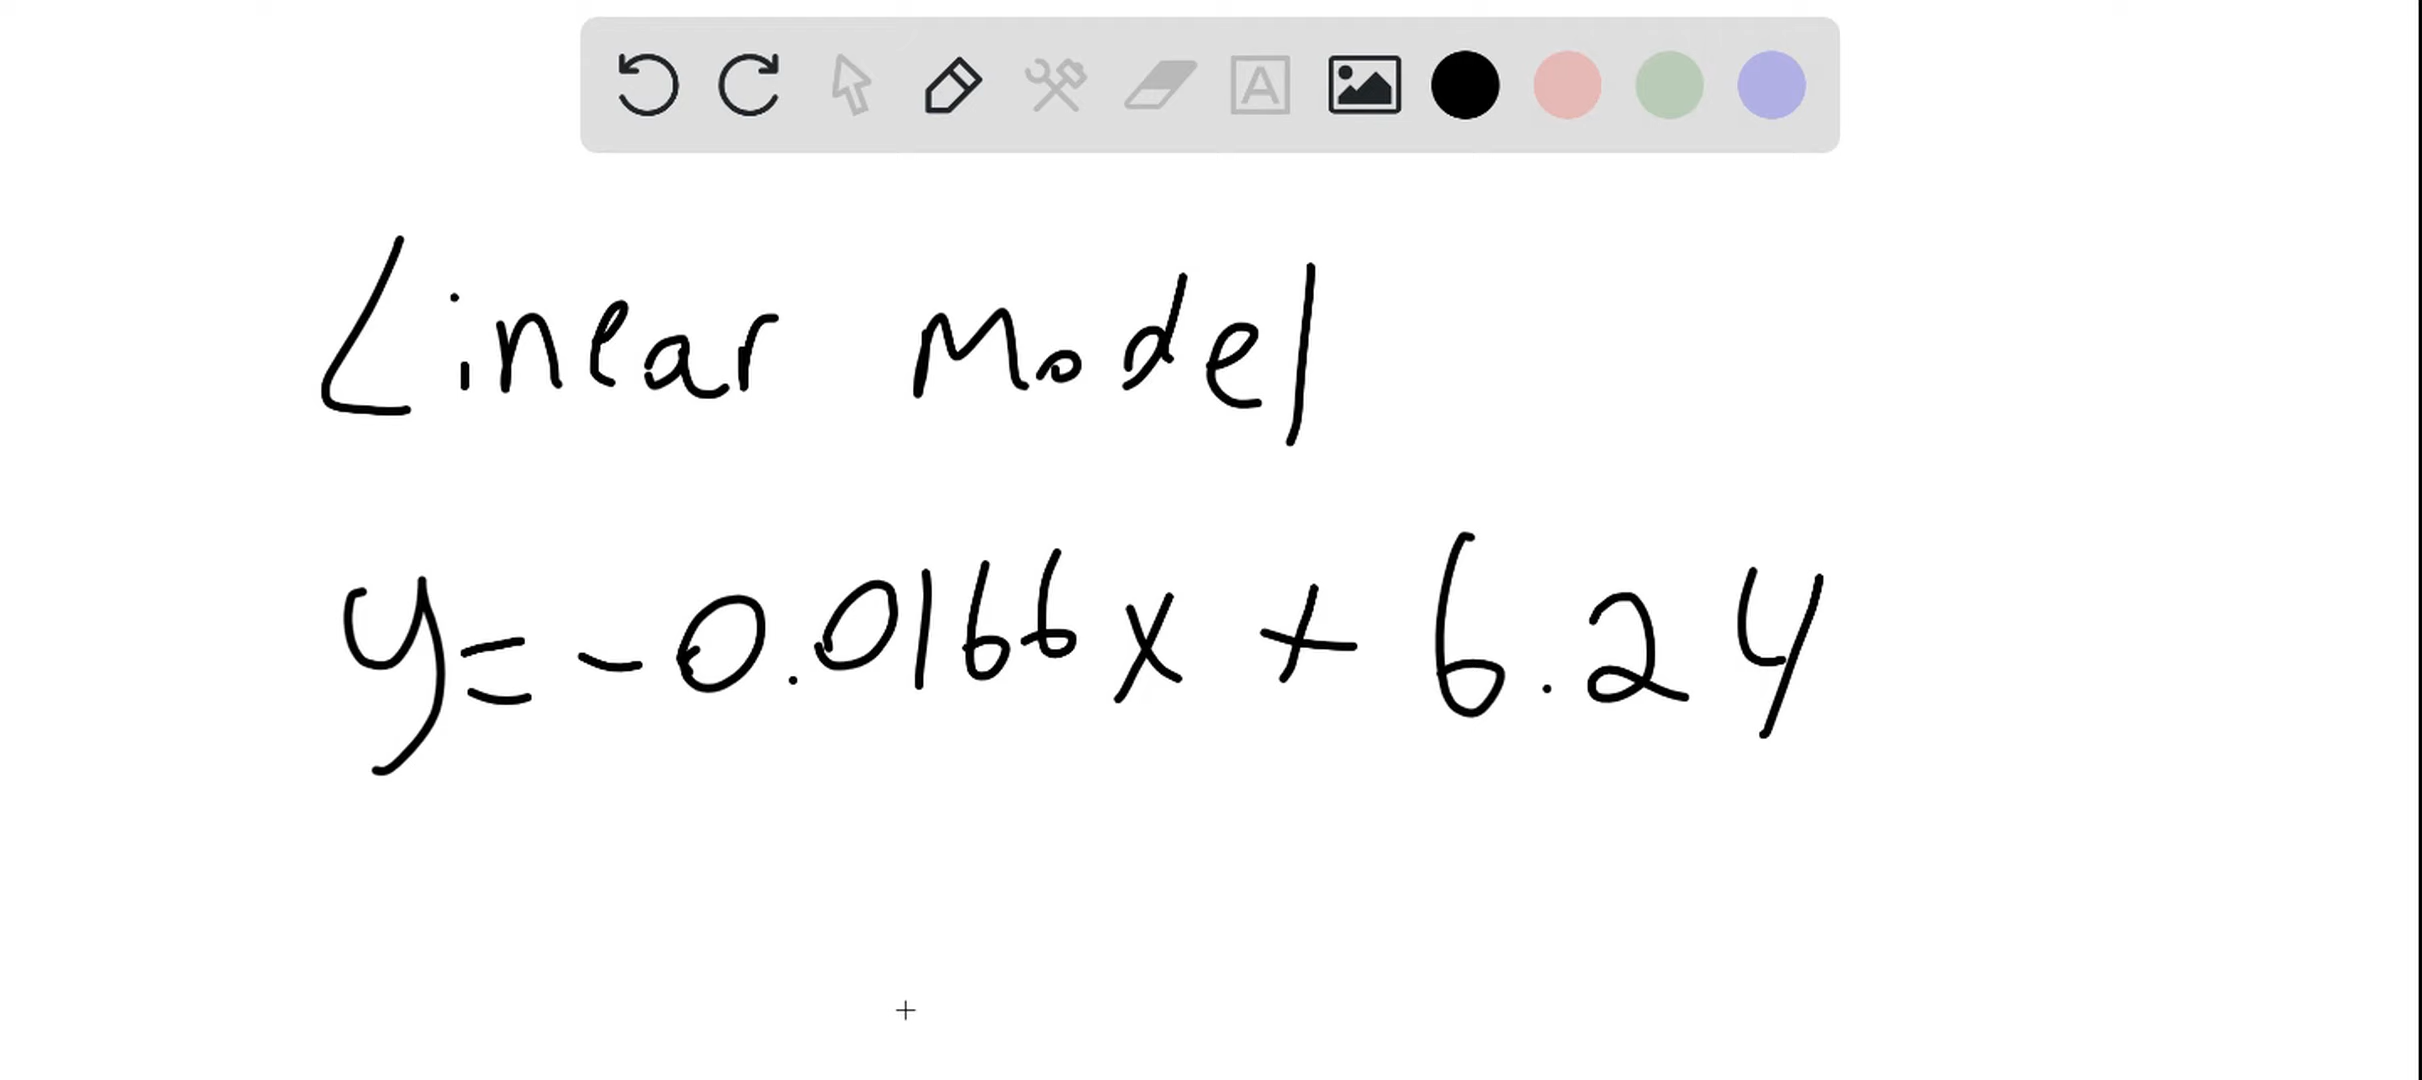 Linear Model
y = -0.0166x + 6.24